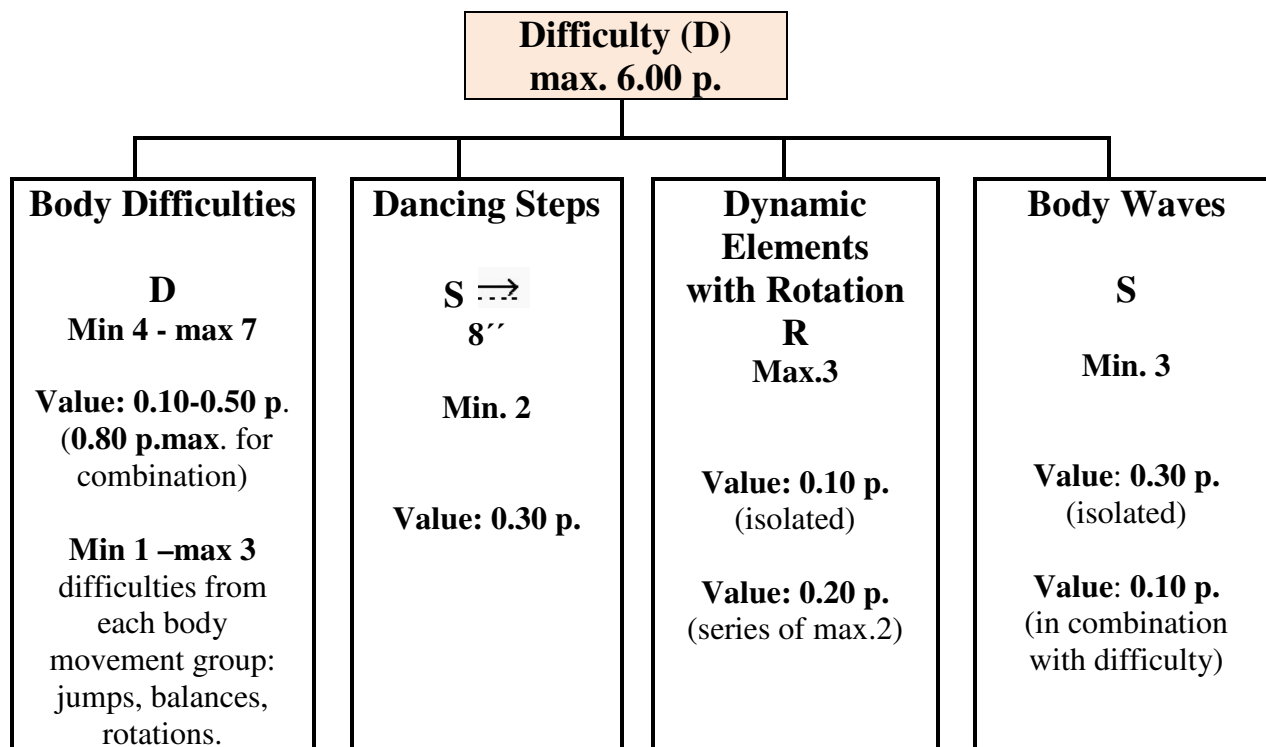 Difficulty (D)
max. 6.00 p.
Body Difficulties
D
Min 4 - max 7
Value: 0.10-0.50 p.
(0.80 p.max. for
combination)
Min 1 –max 3
difficulties from
each body
movement group:
jumps, balances,
rotations.
Dancing Steps
S
8´´
Min. 2
Value: 0.30 p.
Dynamic
Elements
with Rotation
R
Max.3
Value: 0.10 p.
(isolated)
Value: 0.20 p.
(series of max.2)
Body Waves
S
Min. 3
Value: 0.30 p.
(isolated)
Value: 0.10 p.
(in combination
with difficulty)